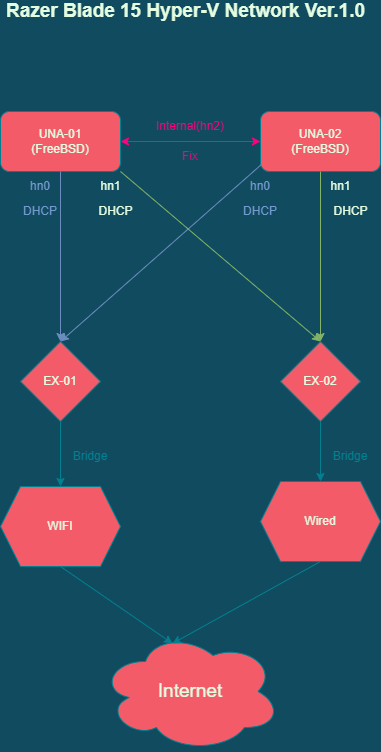 Razer Blade 15 Hyper-V Network Ver.1.0
UNA-01
(FreeBSD)
Internal(hn2)
Fix
UNA-02
(FreeBSD)
hn0
hn1
hn0
hn1
DHCP
DHCP
DHCP
DHCP
EX-01
EX-02
Bridge
Bridge
WIFI
Wired
Internet